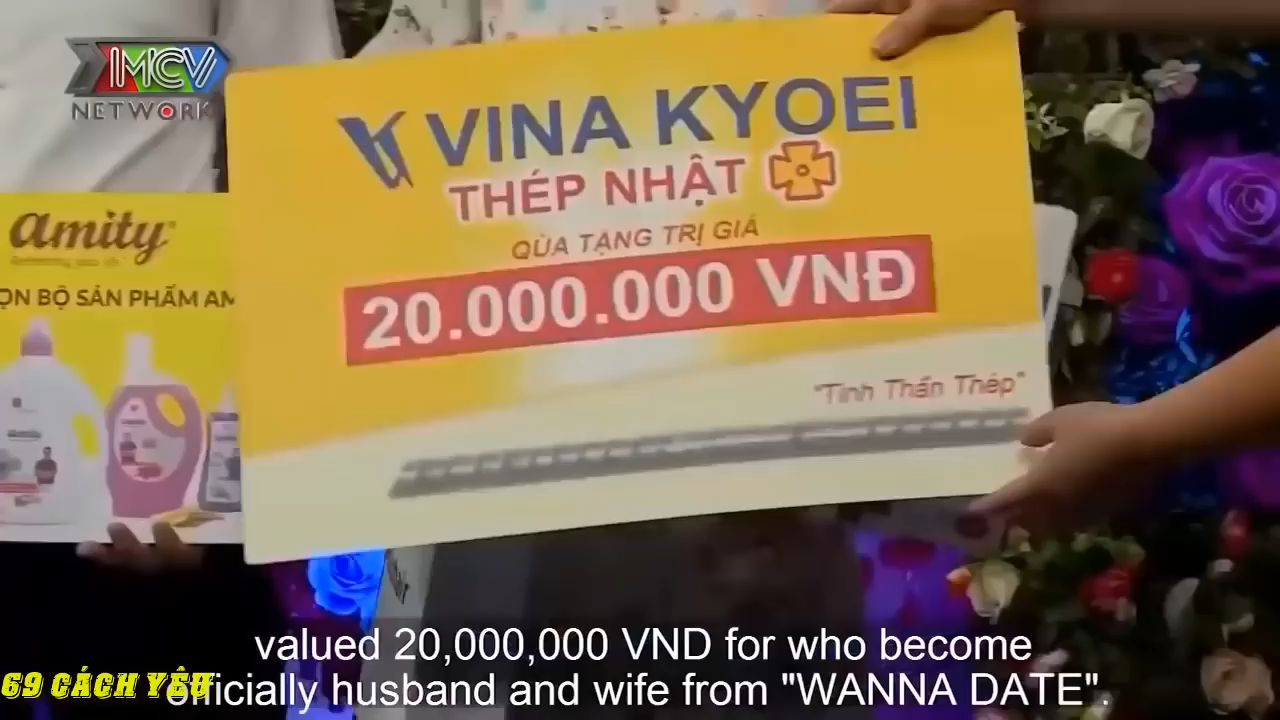 MCV
NETWORK
VINA KYOEI
THÉP NHẬT
QÙA TẶNG TRỊ GIÁ
20.000.000 VNĐ
"Tinh Thần Thép"
amity
ỌN BỘ SẢN PHẨM AM
valued 20,000,000 VND for who become
officially husband and wife from "WANNA DATE".
69 CÁCH YÊU